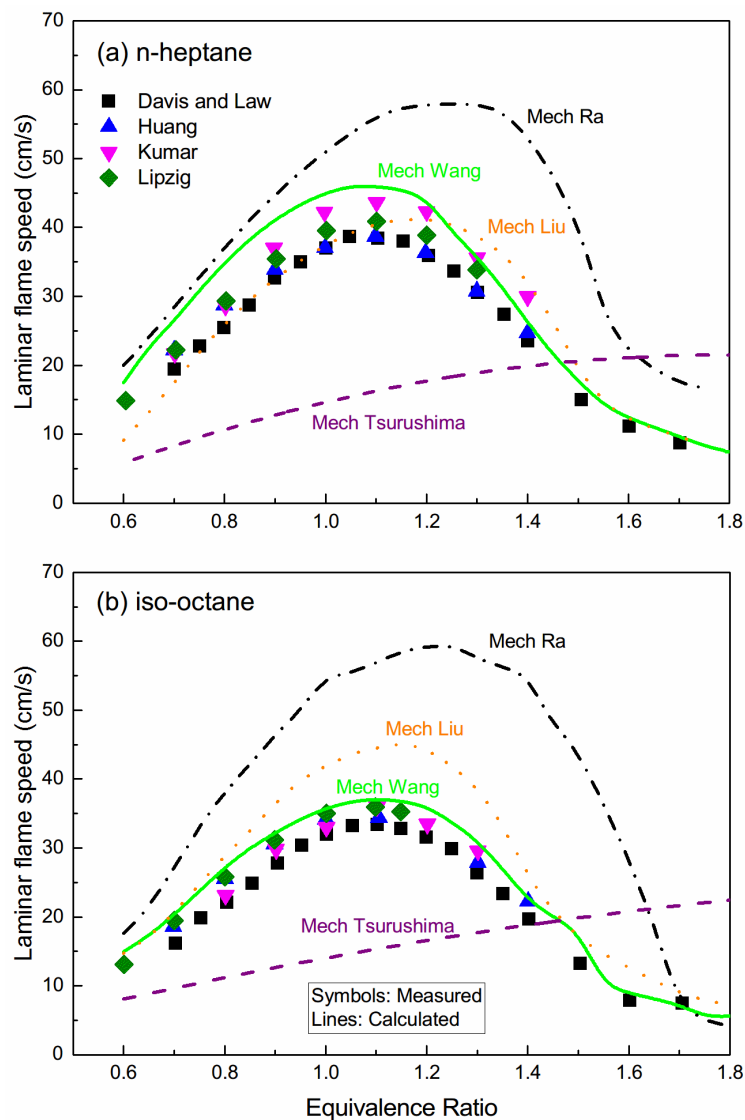 70
60
50
40
30
20
10
0
Laminar flame speed (cm/s)
(a) n-heptane
Davis and Law
Huang
Kumar
Lipzig
Mech Ra
Mech Wang
Mech Liu
Mech Tsurushima
0.6 0.8 1.0 1.2 1.4 1.6 1.8
70
60
50
40
30
20
10
0
Laminar flame speed (cm/s)
(b) iso-octane
Mech Ra
Mech Liu
Mech Wang
Mech Tsurushima
Symbols: Measured
Lines: Calculated
0.6 0.8 1.0 1.2 1.4 1.6 1.8
Equivalence Ratio